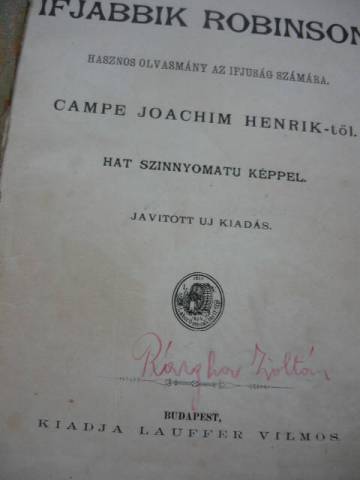 IFJABBIK ROBINSON
HASZNOS OLVASMÁNY AZ IFJUSÁG SZÁMÁRA.
CAMPE JOACHIM HENRIK-től.
HAT SZINNYOMATU KÉPPEL.
JAVITOTT UJ KIADÁS.
Zoltán
BUDAPEST,
KIADJA LAUFFER VILMOS